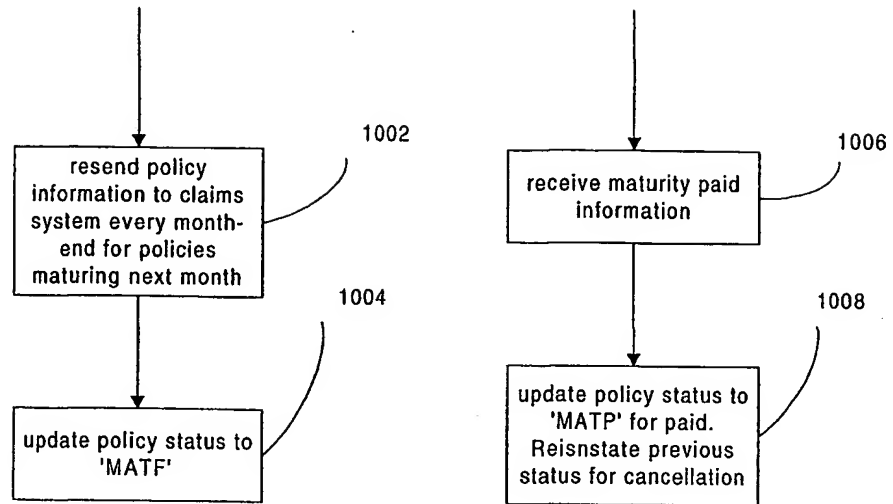 1002
resend policy
information to claims
system every month-
end for policies
maturing next month
1004
update policy status to
'MATF'
1006
receive maturity paid
information
1008
update policy status to
'MATP' for paid.
Reisnstate previous
status for cancellation